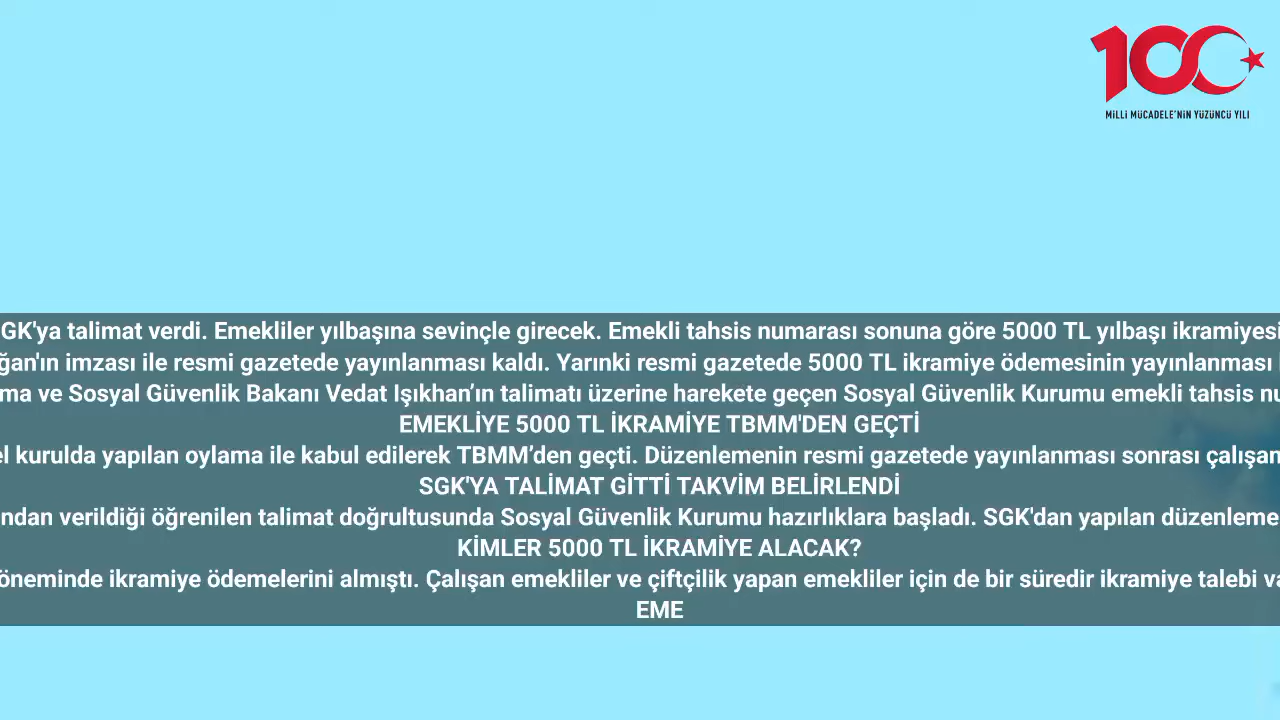 100
MİLLİ MÜCADELE'NİN YÜZÜNCÜ YILI
GK'ya talimat verdi. Emekliler yılbaşına sevinçle girecek. Emekli tahsis numarası sonuna göre 5000 TL yılbaşı ikramiyesi
ğan'ın imzası ile resmi gazetede yayınlanması kaldı. Yarınki resmi gazetede 5000 TL ikramiye ödemesinin yayınlanması
ma ve Sosyal Güvenlik Bakanı Vedat Işıkhan’ın talimatı üzerine harekete geçen Sosyal Güvenlik Kurumu emekli tahsis nu
EMEKLİYE 5000 TL İKRAMİYE TBMM'DEN GEÇTİ
el kurulda yapılan oylama ile kabul edilerek TBMM’den geçti. Düzenlemenin resmi gazetede yayınlanması sonrası çalışan
SGK'YA TALİMAT GİTTİ TAKVİM BELİRLENDİ
ından verildiği öğrenilen talimat doğrultusunda Sosyal Güvenlik Kurumu hazırlıklara başladı. SGK'dan yapılan düzenleme
KİMLER 5000 TL İKRAMİYE ALACAK?
öneminde ikramiye ödemelerini almıştı. Çalışan emekliler ve çiftçilik yapan emekliler için de bir süredir ikramiye talebi va
EME